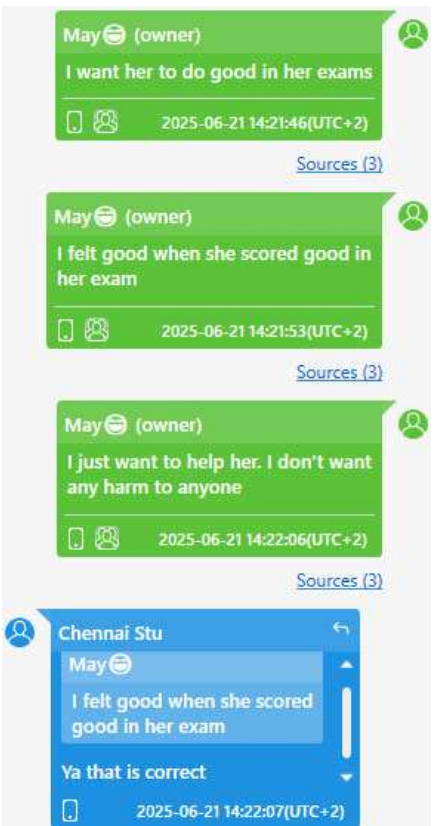 May😁 (owner)
I want her to do good in her exams
2025-06-21 14:21:46(UTC+2)
Sources (3)
May😁 (owner)
I felt good when she scored good in
her exam
2025-06-21 14:21:53(UTC+2)
Sources (3)
May😁 (owner)
I just want to help her. I don't want
any harm to anyone
2025-06-21 14:22:06(UTC+2)
Sources (3)
Chennai Stu
May😁
I felt good when she scored
good in her exam
Ya that is correct
2025-06-21 14:22:07(UTC+2)